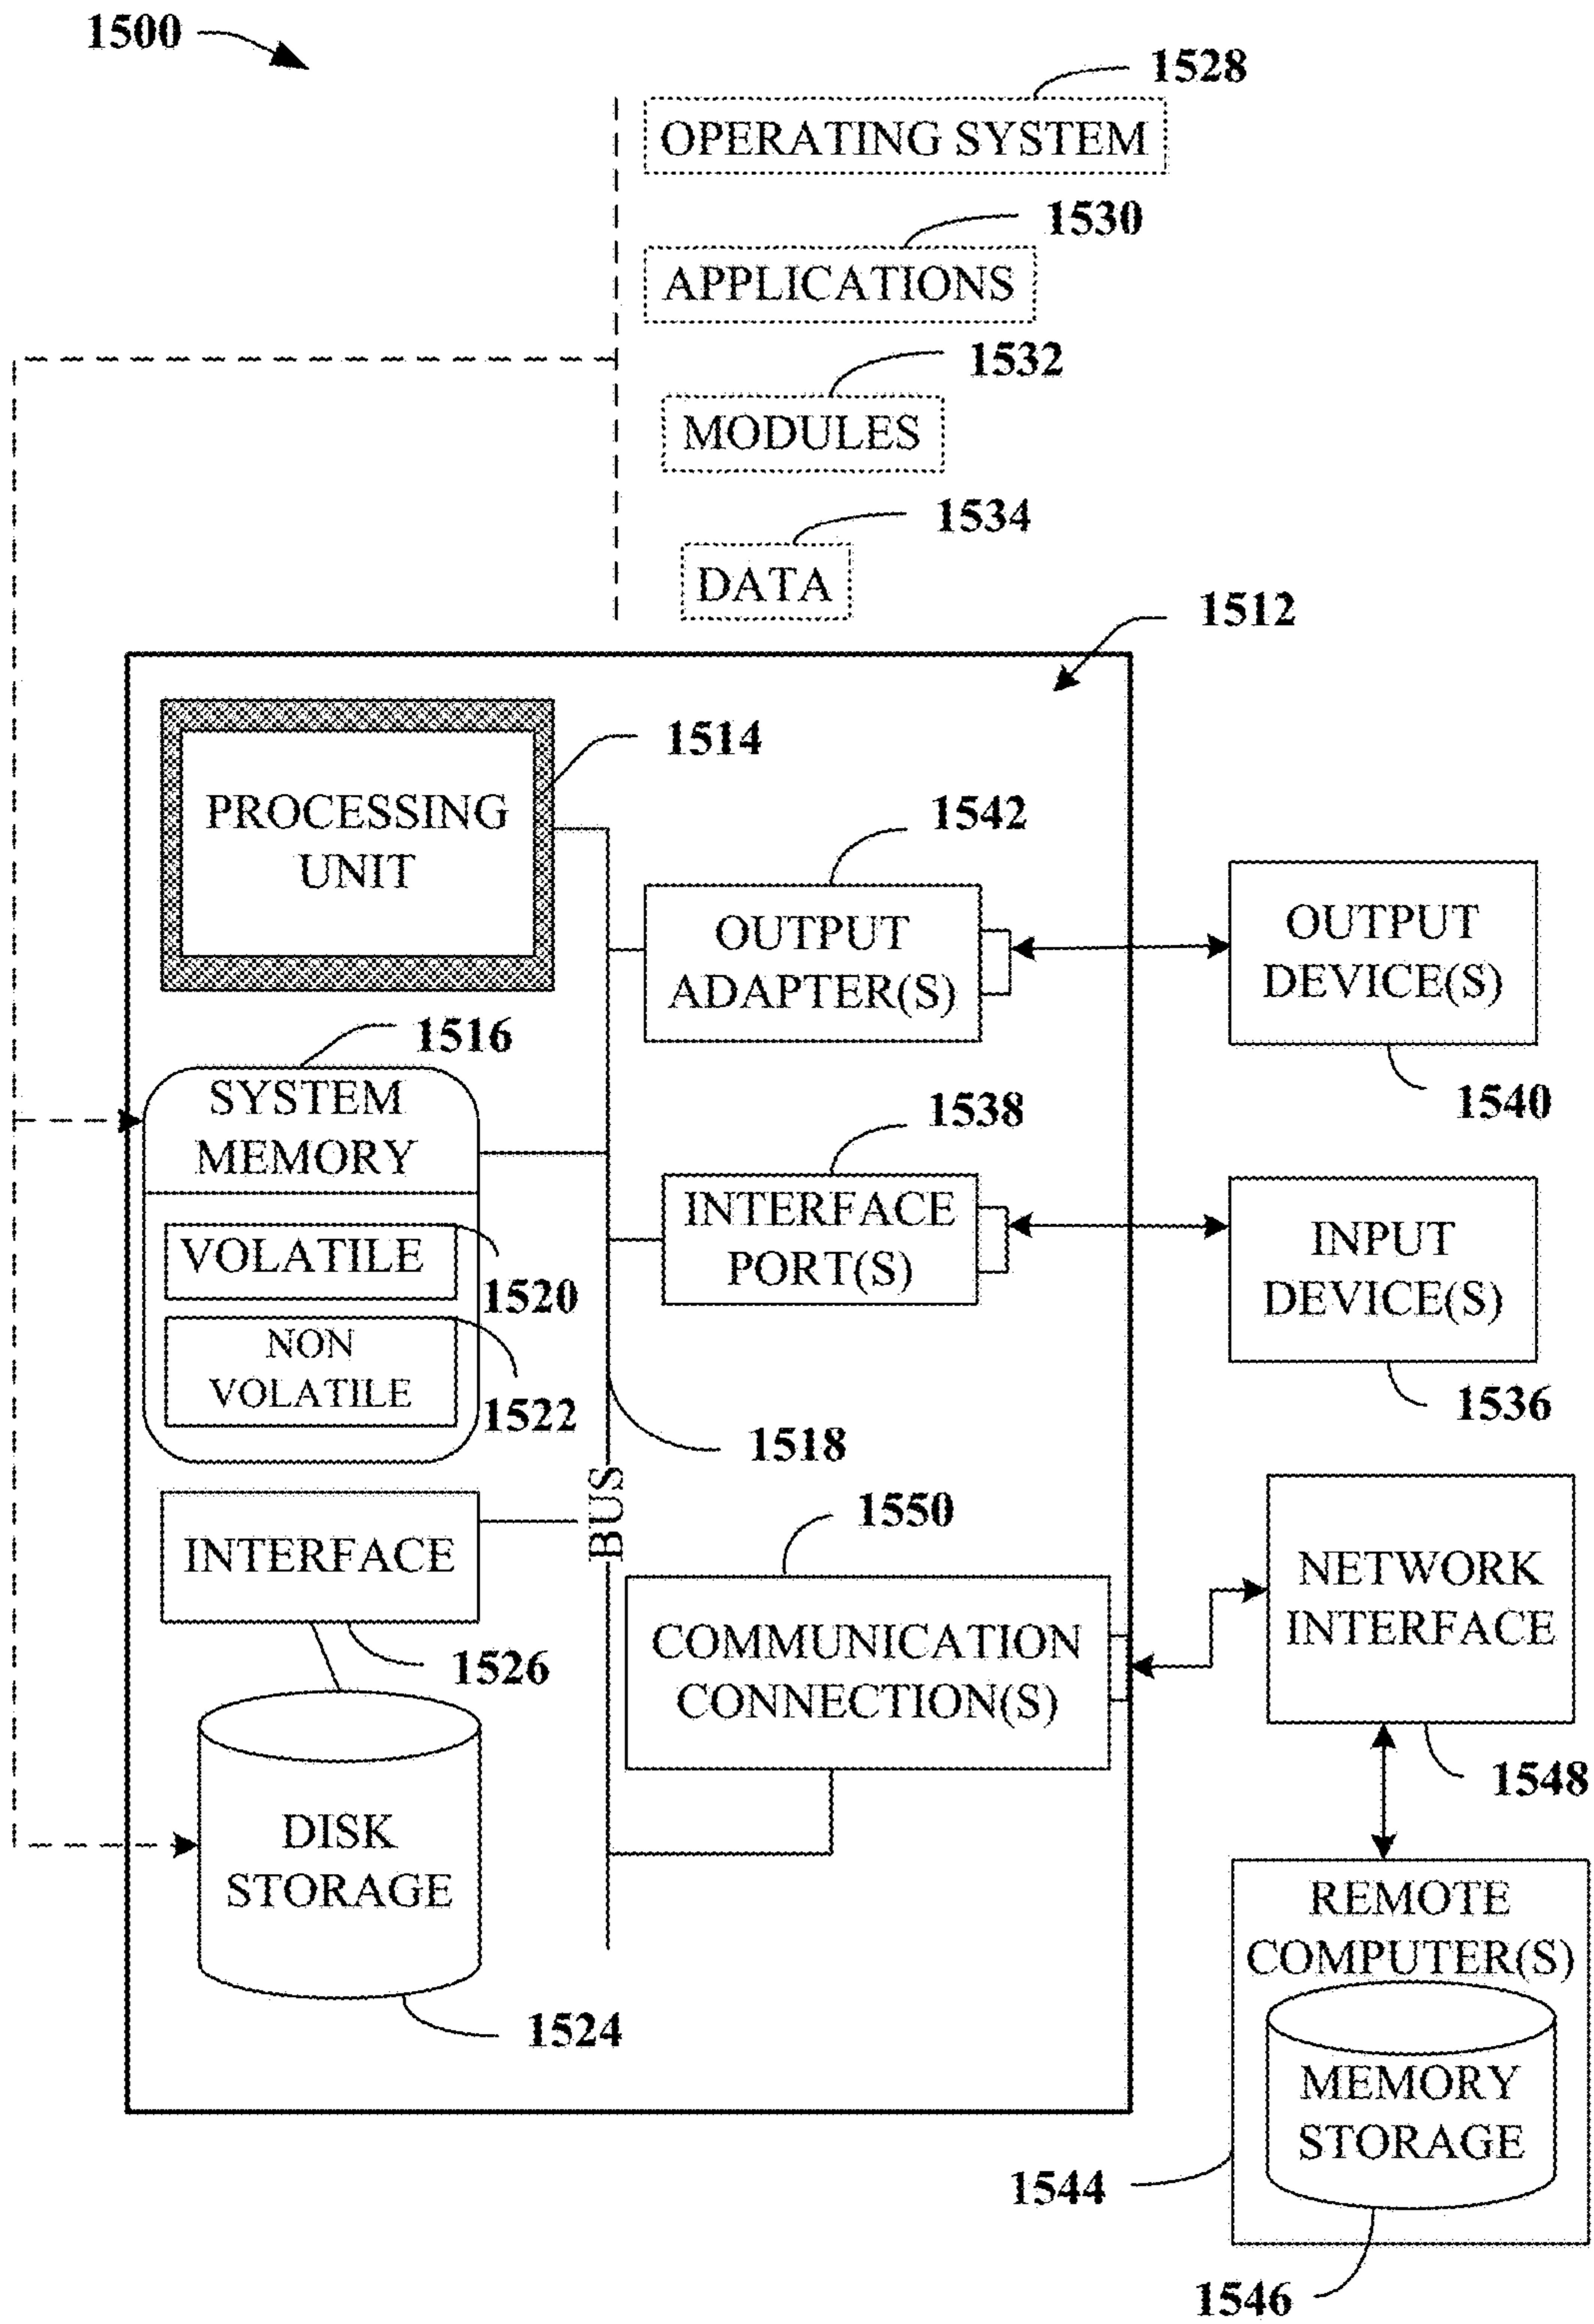 1500
1528
OPERATING SYSTEM
1530
APPLICATIONS
1532
MODULES
1534
DATA
1512
1514
PROCESSING
UNIT
1542
OUTPUT
ADAPTER(S)
OUTPUT
DEVICE(S)
1540
1516
SYSTEM
MEMORY
VOLATILE
1520
NON
VOLATILE
1522
1538
INTERFACE
PORT(S)
INPUT
DEVICE(S)
1536
1518
BUS
INTERFACE
1526
1550
COMMUNICATION
CONNECTION(S)
NETWORK
INTERFACE
1548
DISK
STORAGE
1524
REMOTE
COMPUTER(S)
MEMORY
STORAGE
1544
1546